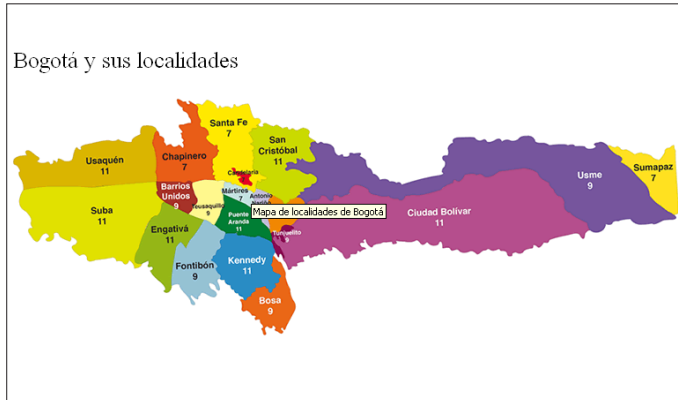 Bogotá y sus localidades
Santa Fe
7
San
Cristóbal
11
Usaquén
11
Chapinero
7
Candelaria
Usme
9
Sumapaz
7
Barrios
Unidos
9
Teusaquillo
9
Mártires
7
Antonio
Nariño
Suba
11
Puente
Aranda
11
Mapa de localidades de Bogotá
Ciudad Bolívar
11
Engativá
11
Tunjuelito
9
Fontibón
9
Kennedy
11
Bosa
9